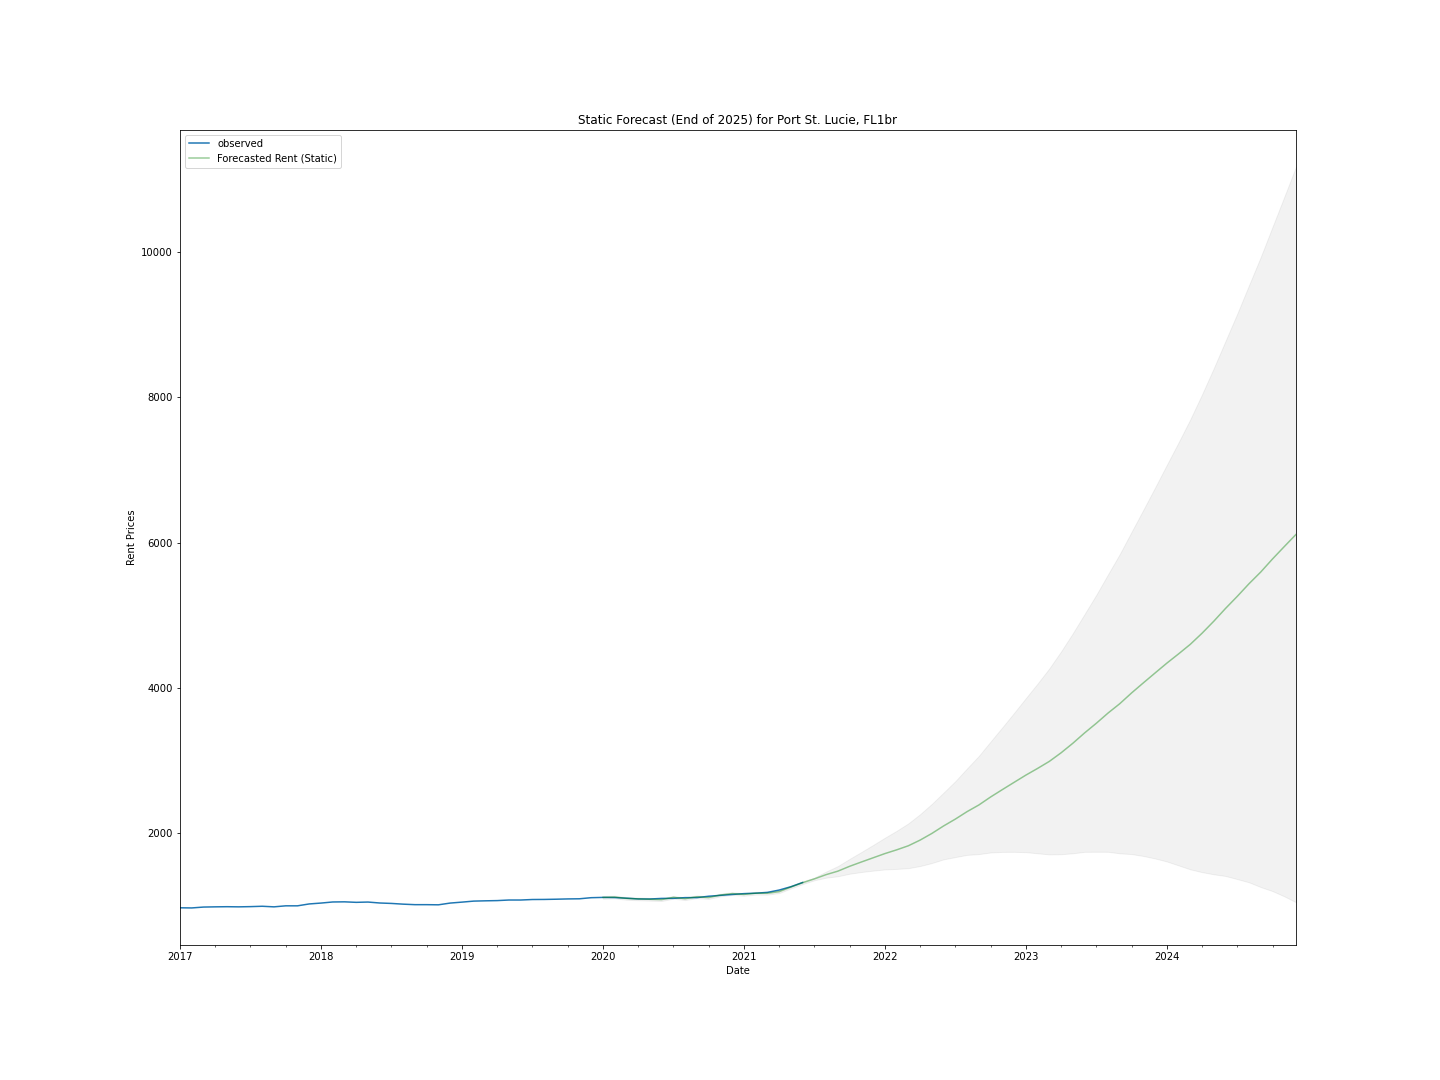 Static Forecast (End of 2025) for Port St. Lucie, FL1br
observed
Forecasted Rent (Static)
10000
8000
6000
4000
2000
Rent Prices
2017 2018 2019 2020 2021 2022 2023 2024
Date